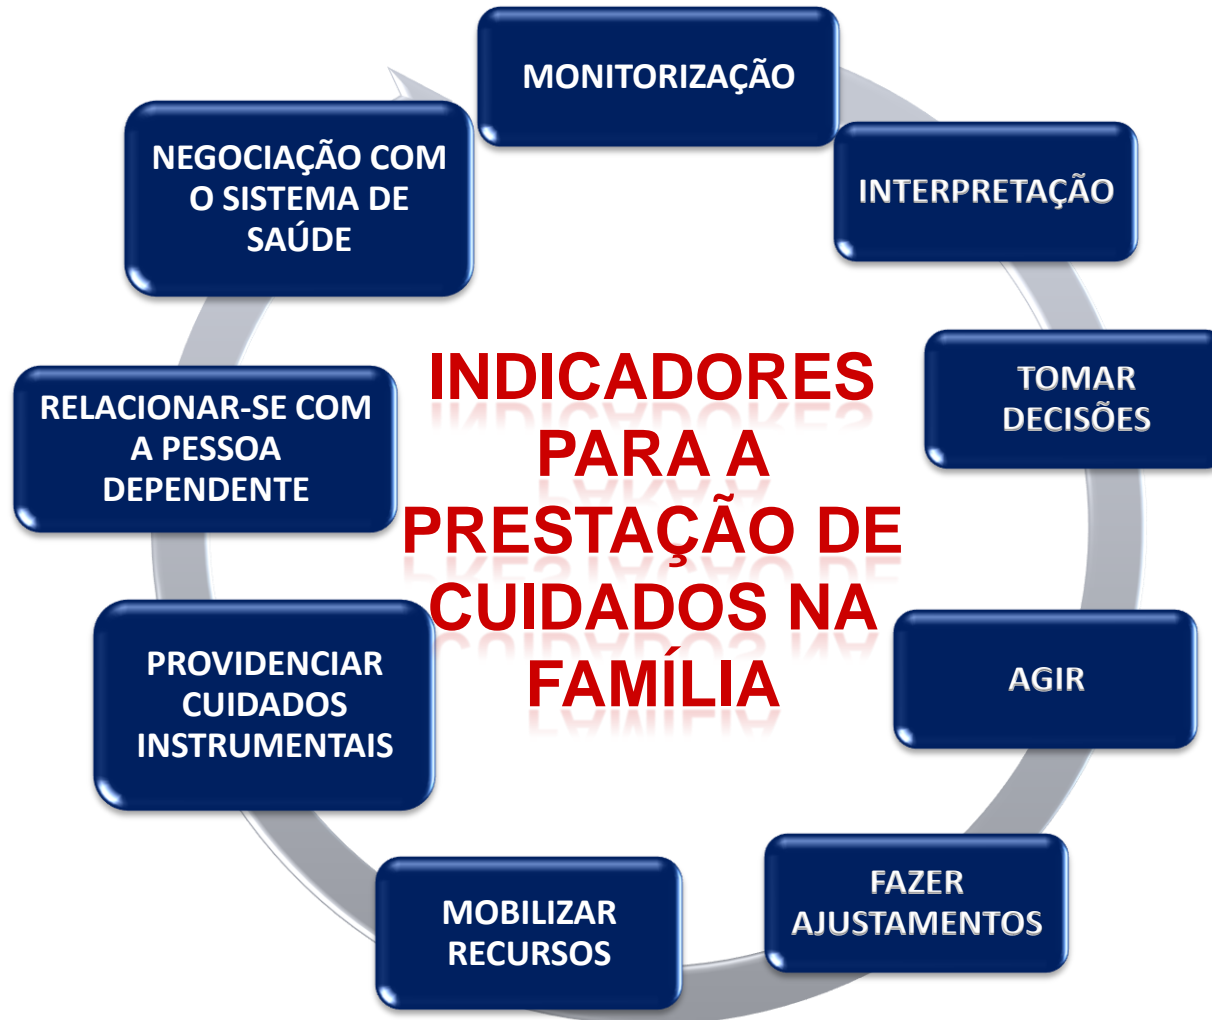 MONITORIZAÇÃO
INTERPRETAÇÃO
TOMAR
DECISÕES
AGIR
FAZER
AJUSTAMENTOS
MOBILIZAR
RECURSOS
PROVIDENCIAR
CUIDADOS
INSTRUMENTAIS
RELACIONAR-SE COM
A PESSOA
DEPENDENTE
NEGOCIAÇÃO COM
O SISTEMA DE
SAÚDE
INDICADORES
PARA A
PRESTAÇÃO DE
CUIDADOS NA
FAMÍLIA